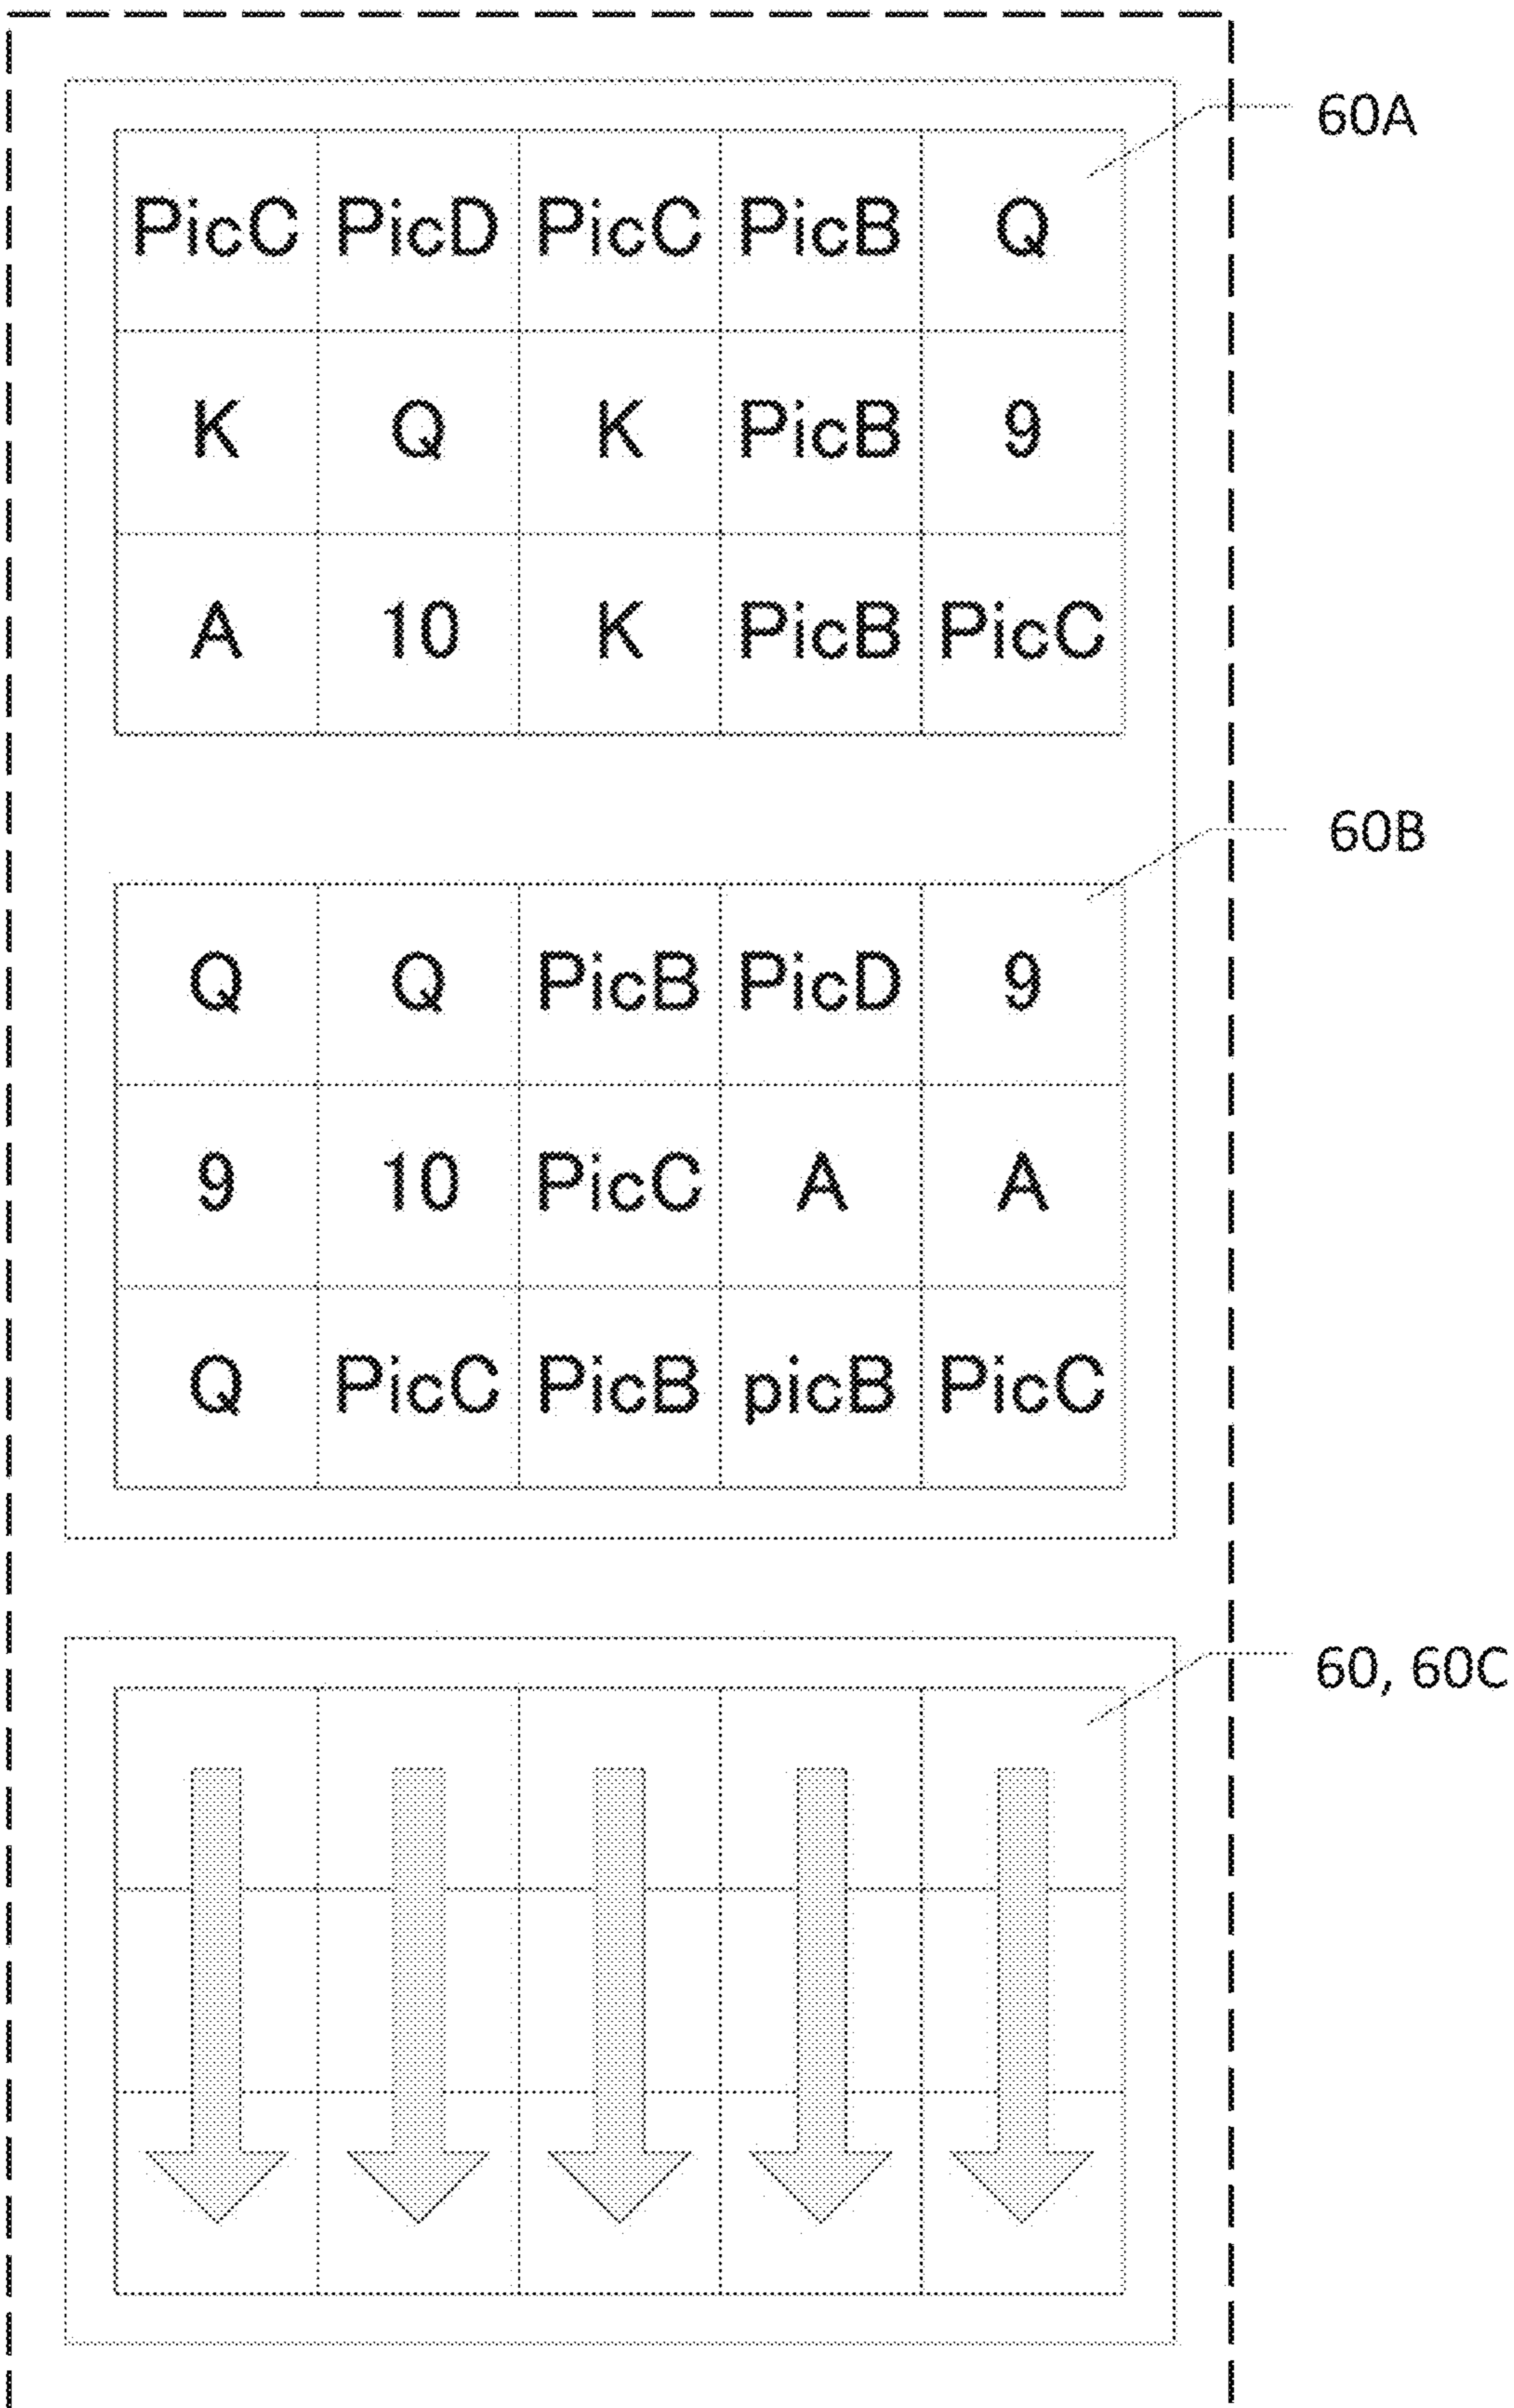 60A
PicC PicD PicC PicB Q
K Q K PicB 9
A 10 K PicB PicC
60B
Q Q PicB PicD 9
9 10 PicC A A
Q PicC PicB picB PicC
60, 60C